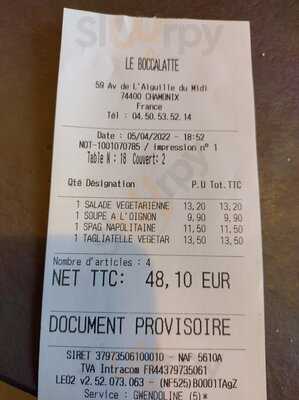 Sluurpy
LE BOCCALATTE
59 Av de L'Aiguille du Midi
74400 CHAMONIX
France
Tél : 04.50.53.52.14
Date : 05/04/2022 - 18:52
NOT-1001070785 / impression n° 1
Table N : 18 Couvert: 2
Qté Désignation P.U Tot.TTC
1 SALADE VEGETARIENNE 13,20 13,20
1 SOUPE A L'OIGNON 9,90 9,90
1 SPAG NAPOLITAINE 11,50 11,50
1 TAGLIATELLE VEGETAR 13,50 13,50
Nombre d'articles : 4
NET TTC: 48,10 EUR
DOCUMENT PROVISOIRE
SIRET 37973506100010 - NAF 5610A
TVA Intracom FR44379735061
LEO2 v2.52.073.063 - (NF525)B0001TAgZ
Service : GWENDOLINE (5)*